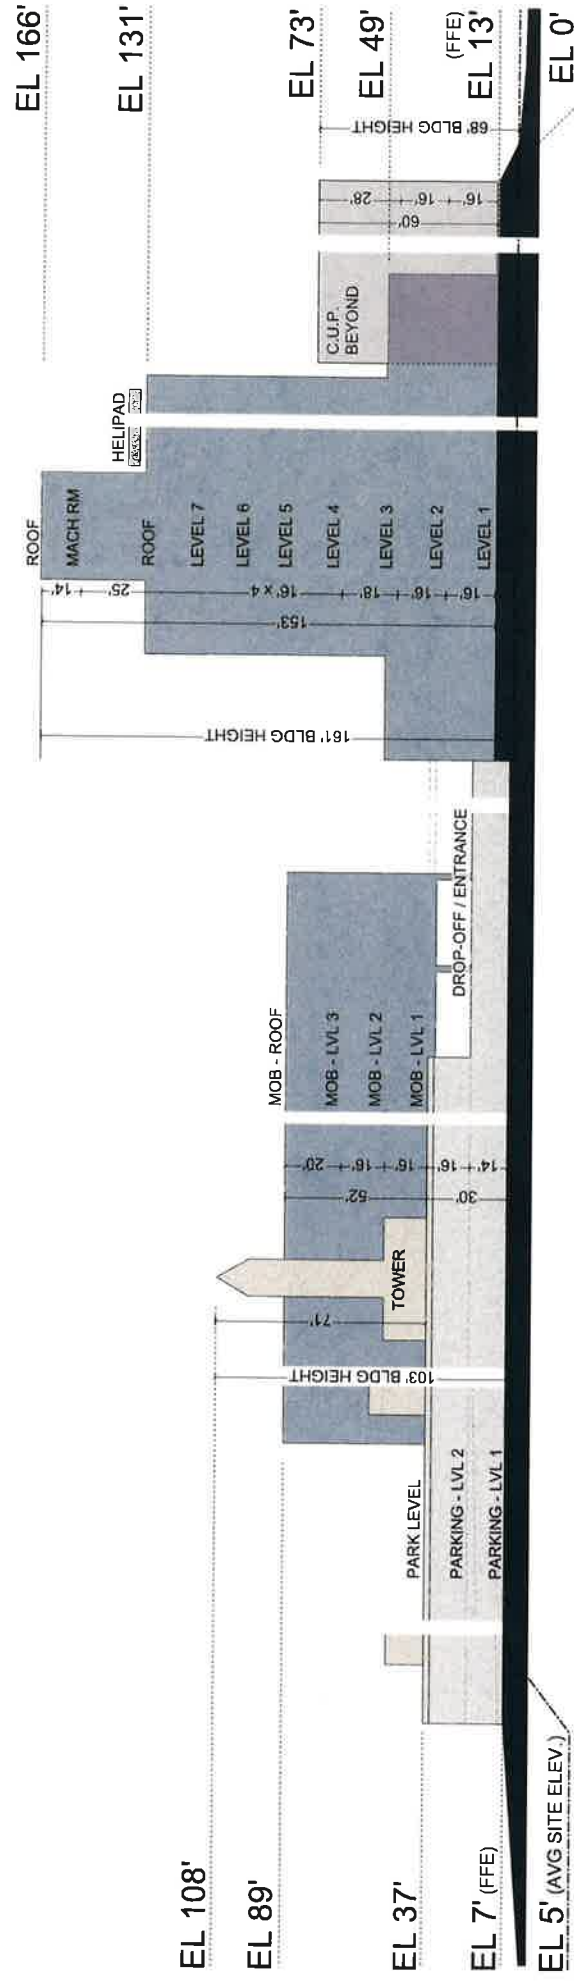 EL 166'
EL 131'
EL 73'
EL 49'
(FFE)
EL 13'
EL 0'
68' BLDG HEIGHT
28'
16'
16'
60'
C.U.P.
BEYOND
HELIPAD
ROOF
MACH RM
ROOF
LEVEL 7
LEVEL 6
LEVEL 5
LEVEL 4
LEVEL 3
LEVEL 2
LEVEL 1
14'
25'
16' x 4
18'
16'
16'
153'
161' BLDG HEIGHT
DROP-OFF / ENTRANCE
MOB - ROOF
MOB - LVL 3
MOB - LVL 2
MOB - LVL 1
20'
16'
16'
16'
14'
52'
30'
TOWER
71'
103' BLDG HEIGHT
PARK LEVEL
PARKING - LVL 2
PARKING - LVL 1
EL 108'
EL 89'
EL 37'
EL 7' (FFE)
EL 5' (AVG SITE ELEV.)